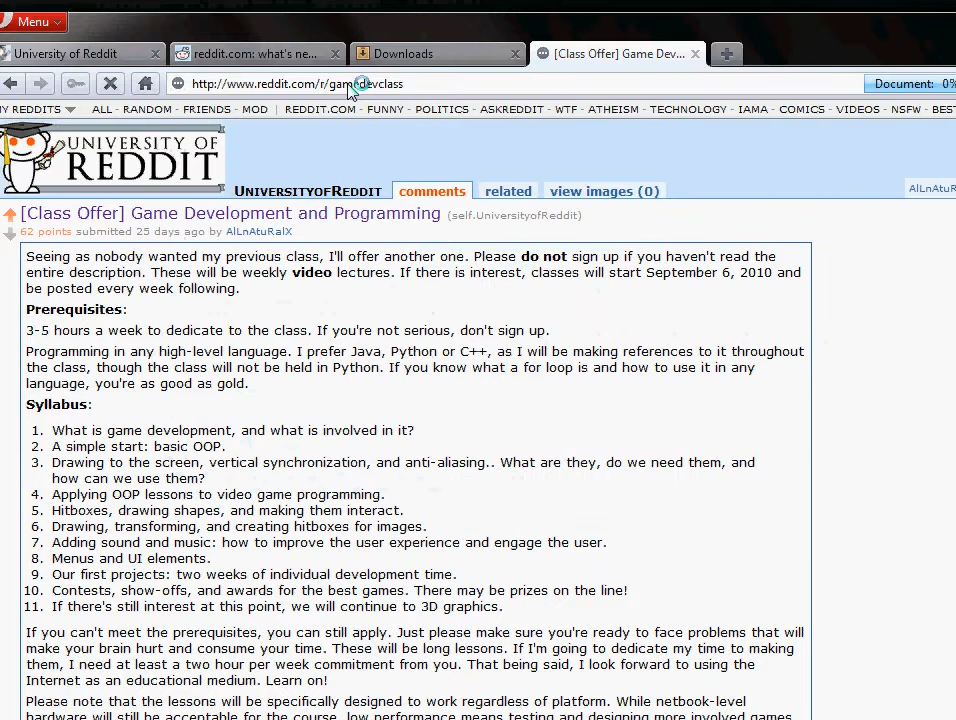 Menu
University of Reddit
reddit.com: what's ne...
Downloads
[Class Offer] Game Dev...
http://www.reddit.com/r/gamedevclass
Document: 0%
MY REDDITS
ALL - RANDOM - FRIENDS - MOD | REDDIT.COM - FUNNY - POLITICS - ASKREDDIT - WTF - ATHEISM - TECHNOLOGY - IAMA - COMICS - VIDEOS - NSFW - BEST
UNIVERSITY OF
REDDIT
UNIVERSITYOFREDDIT
comments
related
view images (0)
AlLnAtuR
[Class Offer] Game Development and Programming (self.UniversityofReddit)
62 points submitted 25 days ago by AlLnAtuRalX
Seeing as nobody wanted my previous class, I'll offer another one. Please do not sign up if you haven't read the
entire description. These will be weekly video lectures. If there is interest, classes will start September 6, 2010 and
be posted every week following.
Prerequisites:
3-5 hours a week to dedicate to the class. If you're not serious, don't sign up.
Programming in any high-level language. I prefer Java, Python or C++, as I will be making references to it throughout
the class, though the class will not be held in Python. If you know what a for loop is and how to use it in any
language, you're as good as gold.
Syllabus:
1. What is game development, and what is involved in it?
2. A simple start: basic OOP.
3. Drawing to the screen, vertical synchronization, and anti-aliasing.. What are they, do we need them, and
how can we use them?
4. Applying OOP lessons to video game programming.
5. Hitboxes, drawing shapes, and making them interact.
6. Drawing, transforming, and creating hitboxes for images.
7. Adding sound and music: how to improve the user experience and engage the user.
8. Menus and UI elements.
9. Our first projects: two weeks of individual development time.
10. Contests, show-offs, and awards for the best games. There may be prizes on the line!
11. If there's still interest at this point, we will continue to 3D graphics.
If you can't meet the prerequisites, you can still apply. Just please make sure you're ready to face problems that will
make your brain hurt and consume your time. These will be long lessons. If I'm going to dedicate my time to making
them, I need at least a two hour per week commitment from you. That being said, I look forward to using the
Internet as an educational medium. Learn on!
Please note that the lessons will be specifically designed to work regardless of platform. While netbook-level
hardware will still be acceptable for the course, low performance means testing and designing more involved games